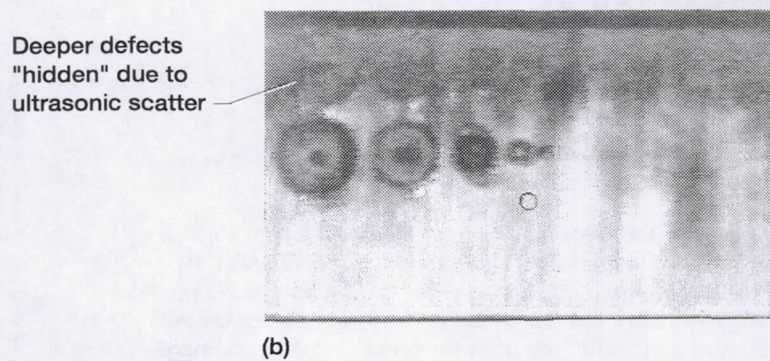 Deeper defects
"hidden" due to
ultrasonic scatter
(b)